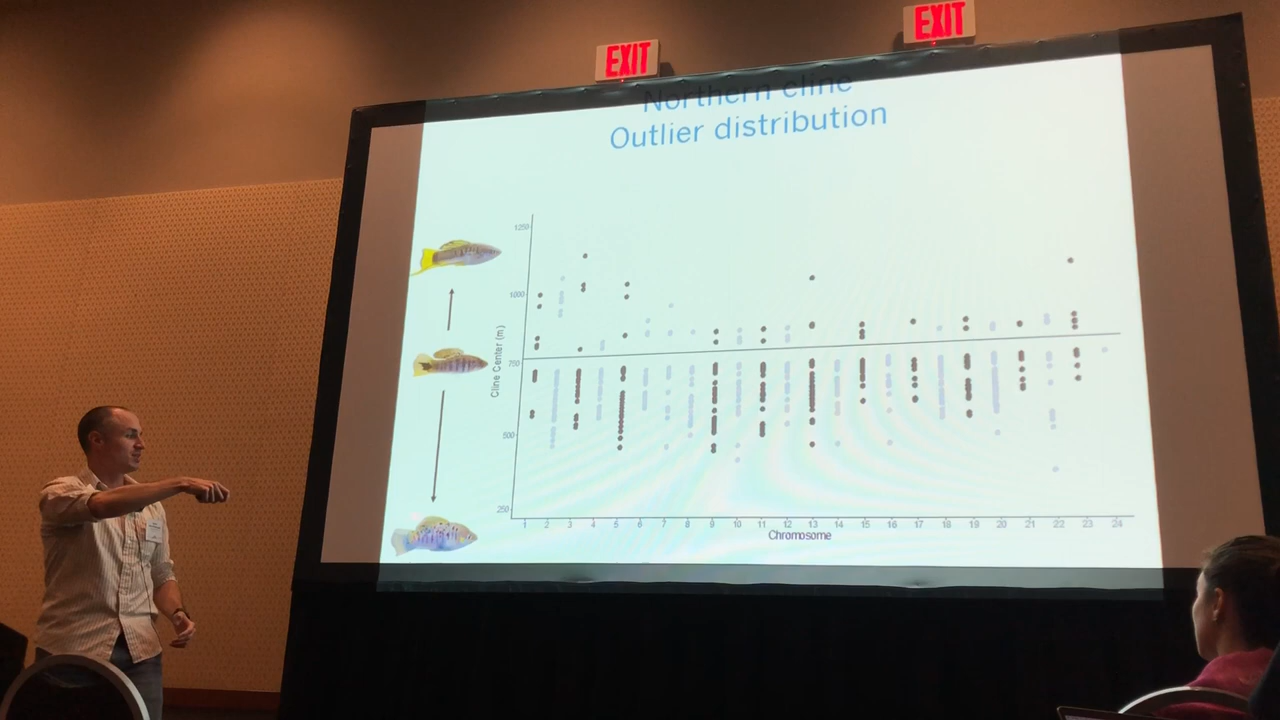 EXIT
EXIT
Northern cline
Outlier distribution
Cline Center (m)
1250
1000
750
500
250
1 2 3 4 5 6 7 8 9 10 11 12 13 14 15 16 17 18 19 20 21 22 23 24
Chromosome